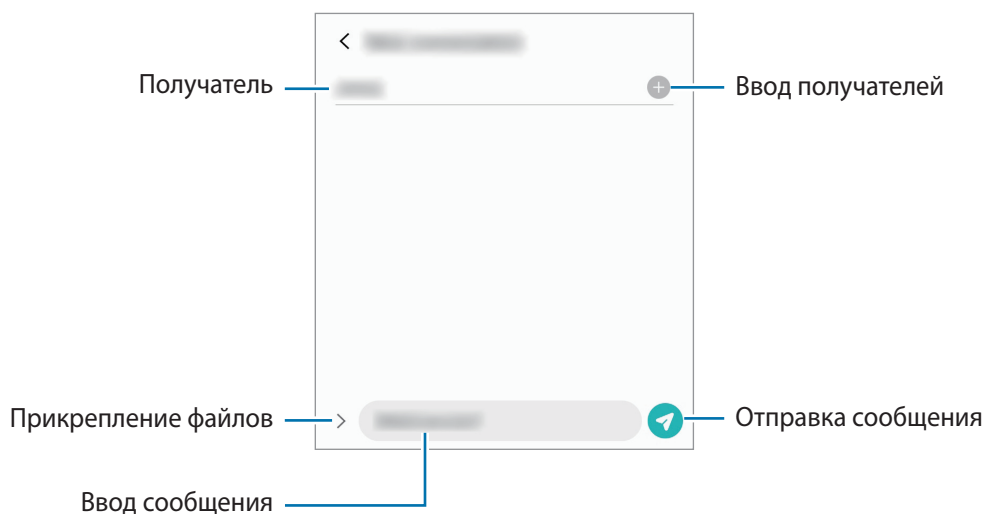 Получатель
Ввод получателей
Прикрепление файлов
Отправка сообщения
Ввод сообщения